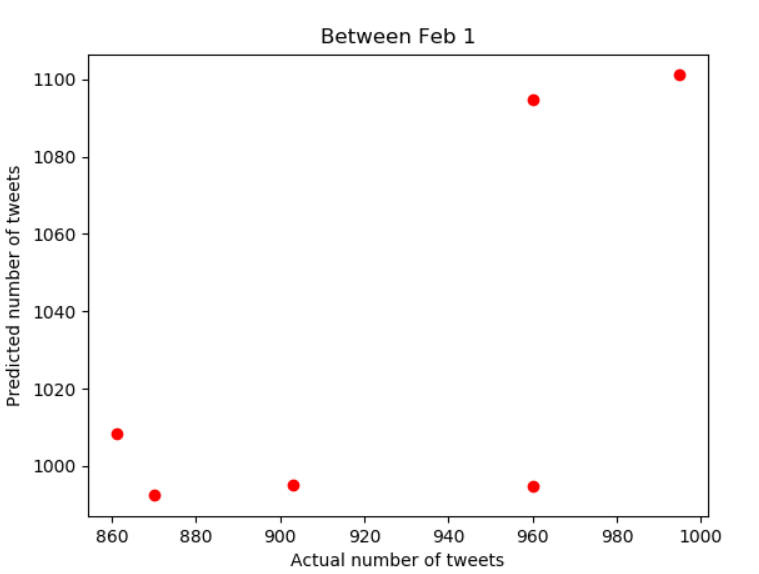 Between Feb 1
1100
1080
1060
1040
1020
1000
Predicted number of tweets
860 880 900 920 940 960 980 1000
Actual number of tweets